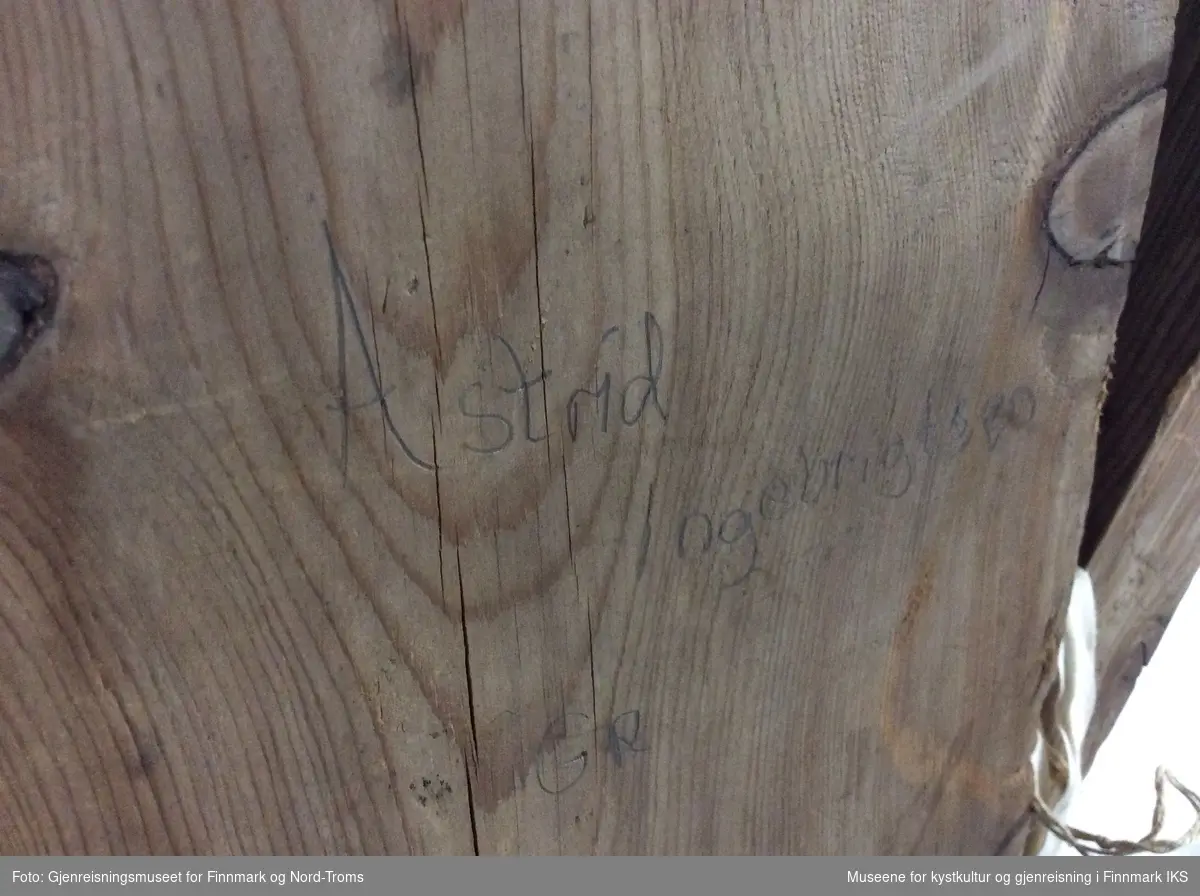 Astrid
Ingebrigtsen
GR
Foto: Gjenreisningsmuseet for Finnmark og Nord-Troms
Museene for kystkultur og gjenreisning i Finnmark IKS